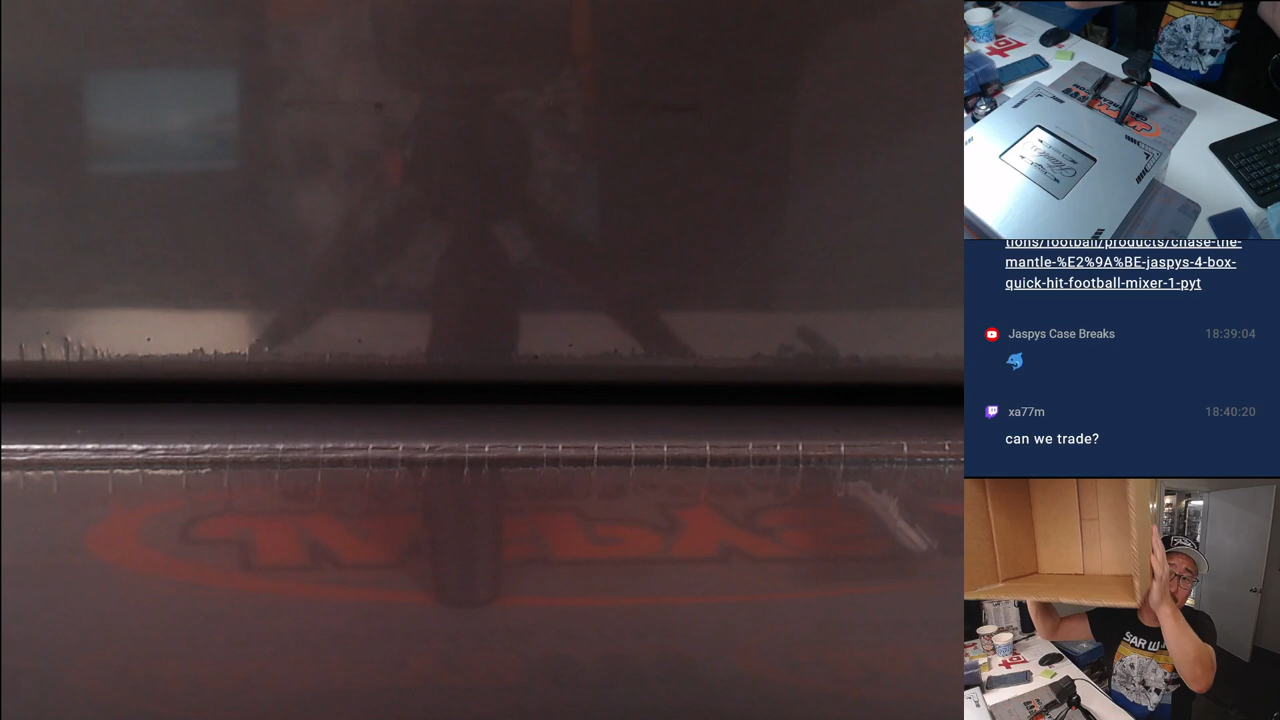 tions/football/products/chase-the-
mantle-%E2%9A%BE-jaspys-4-box-
quick-hit-football-mixer-1-pyt
Jaspys Case Breaks
18:39:04
xa77m
18:40:20
can we trade?